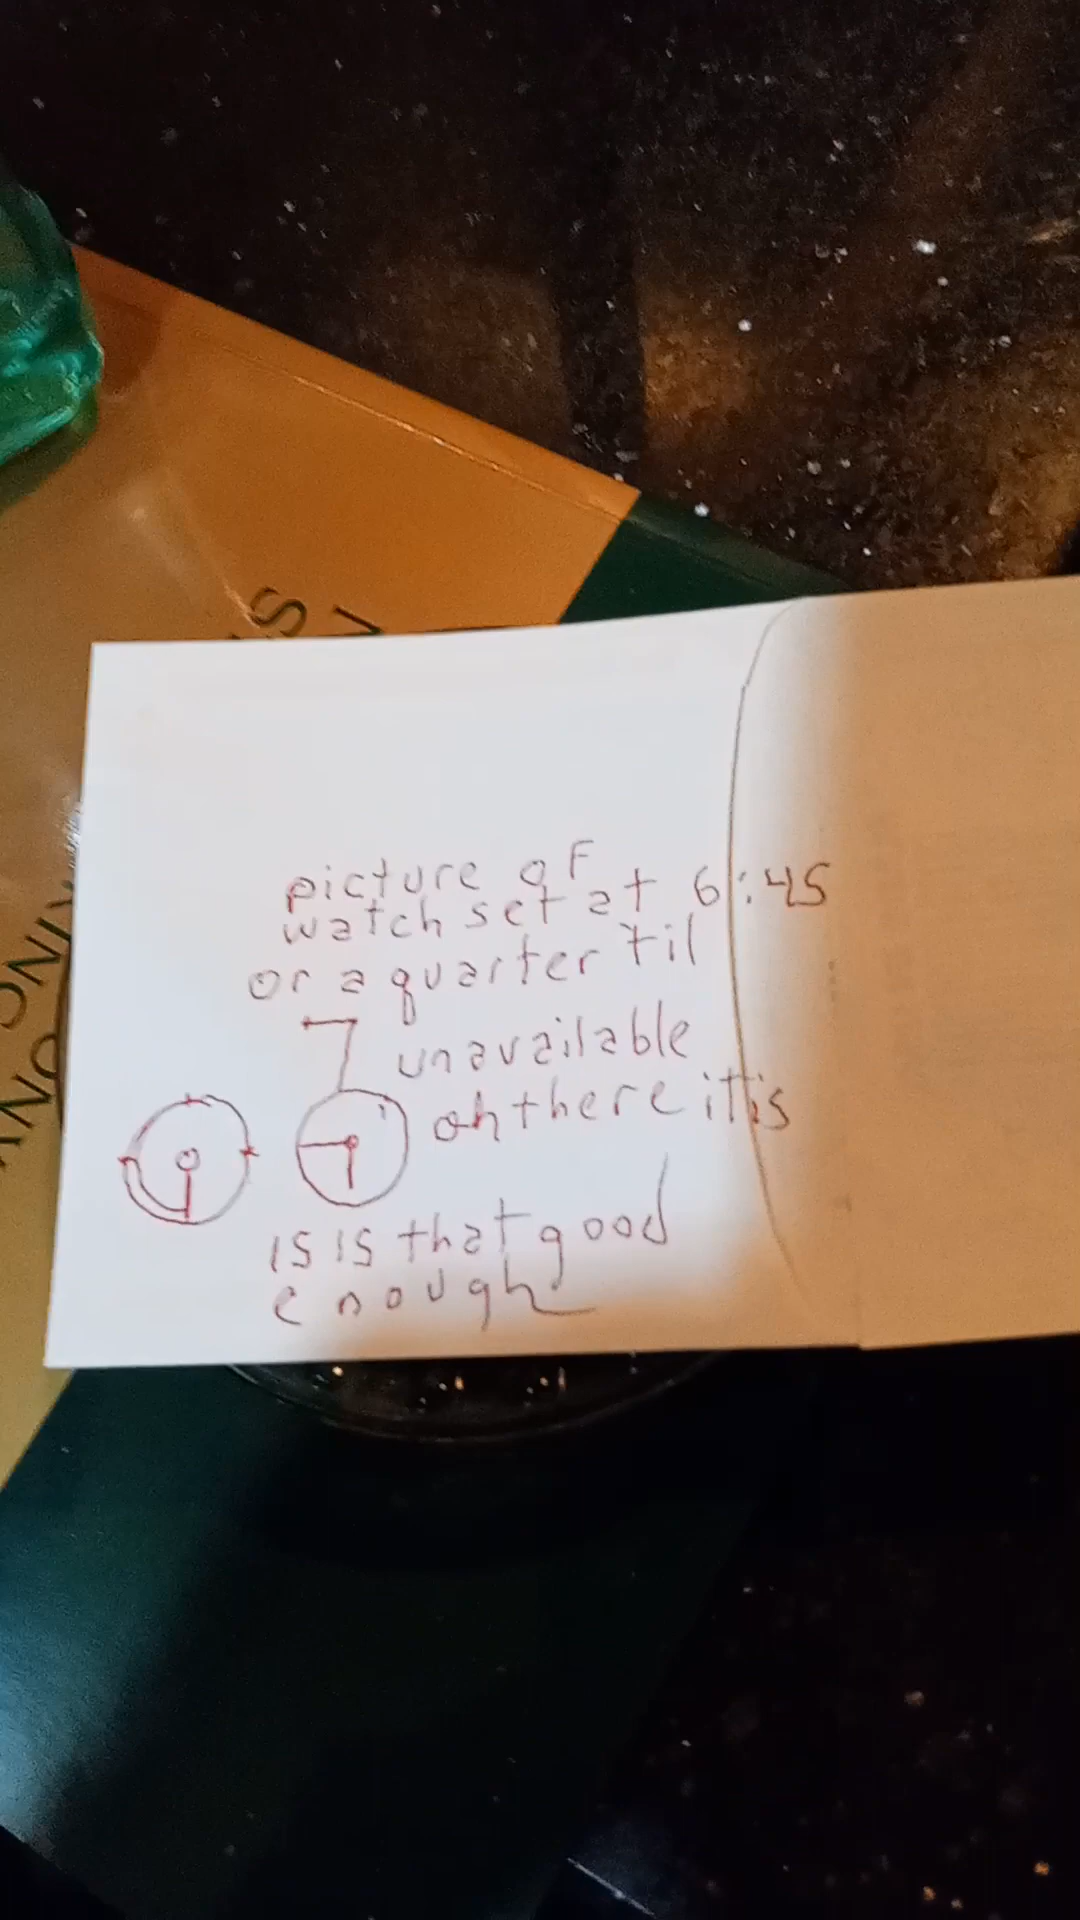 picture of
watch set at 6:45
or a quarter til
7 unavailable
oh there it is
is is that good
enough